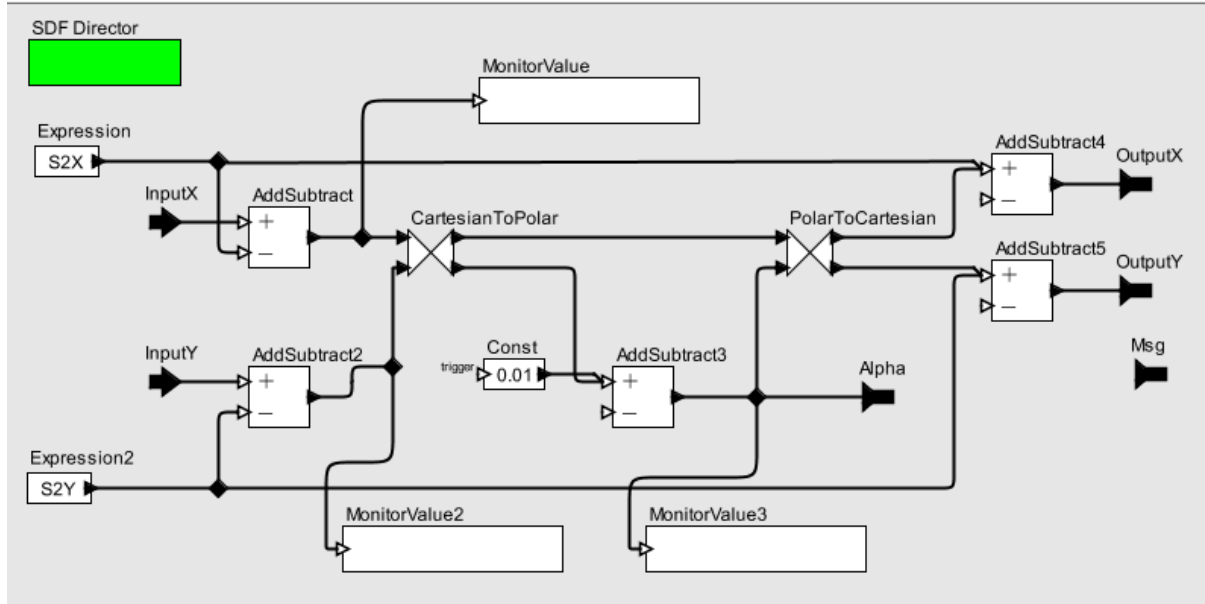 SDF Director
MonitorValue
Expression
S2X
AddSubtract4
+
−
OutputX
InputX
AddSubtract
+
−
CartesianToPolar
PolarToCartesian
AddSubtract5
+
−
OutputY
InputY
AddSubtract2
+
−
trigger
Const
0.01
AddSubtract3
+
−
Alpha
Msg
Expression2
S2Y
MonitorValue2
MonitorValue3